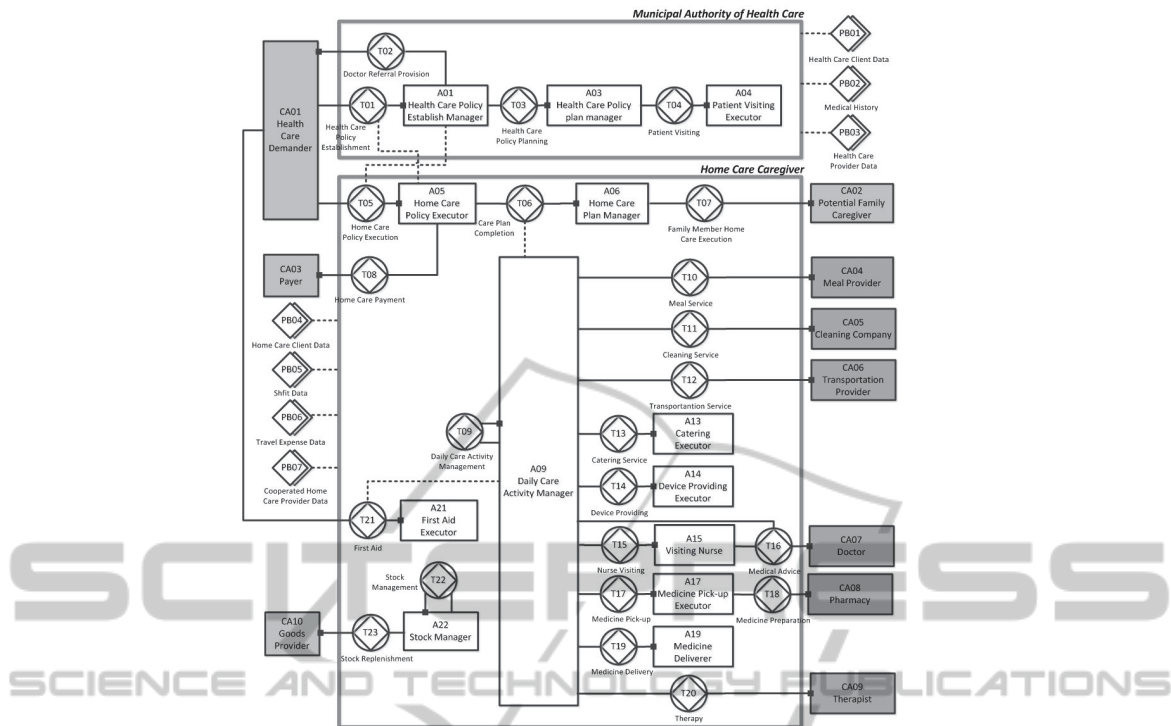 Municipal Authority of Health Care
T02
Doctor Referral Provision
PB01
Health Care Client Data
CA01
Health
Care
Demander
T01
Health Care
Policy
Establishment
A01
Health Care Policy
Establish Manager
T03
Health Care
Policy Planning
A03
Health Care Policy
plan manager
T04
Patient Visiting
A04
Patient Visiting
Executor
PB02
Medical History
PB03
Health Care
Provider Data
Home Care Caregiver
T05
Home Care
Policy Execution
A05
Home Care
Policy Executor
T06
Care Plan
Completion
A06
Home Care
Plan Manager
T07
Family Member Home
Care Execution
CA02
Potential Family
Caregiver
CA03
Payer
T08
Home Care Payment
T10
Meal Service
CA04
Meal Provider
PB04
Home Care Client Data
T11
Cleaning Service
CA05
Cleaning Company
PB05
Shfit Data
T12
Transportantion Service
CA06
Transportation
Provider
PB06
Travel Expense Data
T09
Daily Care Activity
Management
A09
Daily Care
Activity Manager
T13
Catering Service
A13
Catering
Executor
PB07
Cooperated Home
Care Provider Data
T14
Device Providing
A14
Device Providing
Executor
T21
First Aid
A21
First Aid
Executor
T15
Nurse Visiting
A15
Visiting Nurse
T16
Medical Advice
CA07
Doctor
Stock
Management
T22
T17
Medicine Pick-up
A17
Medicine Pick-up
Executor
T18
Medicine Preparation
CA08
Pharmacy
CA10
Goods
Provider
T23
Stock Replenishment
A22
Stock Manager
T19
Medicine Delivery
A19
Medicine
Deliverer
T20
Therapy
CA09
Therapist
SCITEPRESS
SCIENCE AND TECHNOLOGY PUBLICATIONS